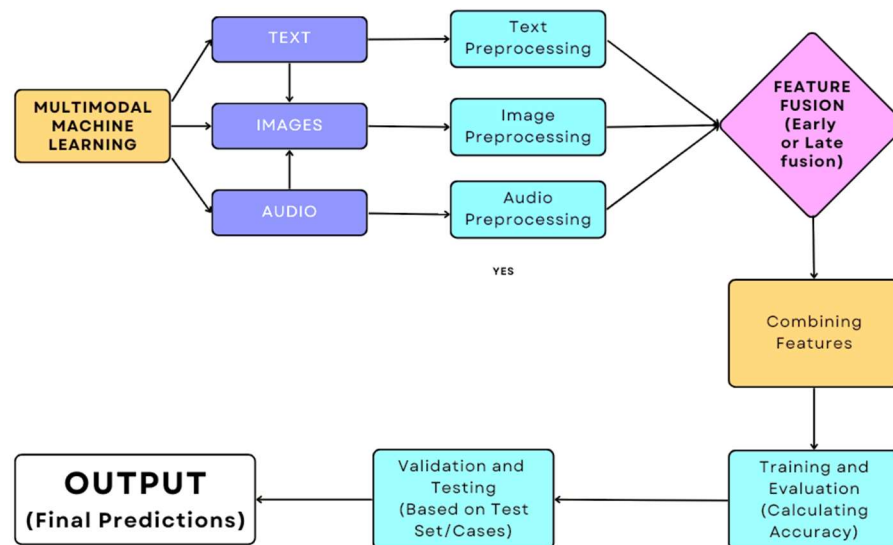 MULTIMODAL
MACHINE
LEARNING
TEXT
IMAGES
AUDIO
Text
Preprocessing
Image
Preprocessing
Audio
Preprocessing
FEATURE
FUSION
(Early
or Late
fusion)
YES
Combining
Features
Training and
Evaluation
(Calculating
Accuracy)
Validation and
Testing
(Based on Test
Set/Cases)
OUTPUT
(Final Predictions)